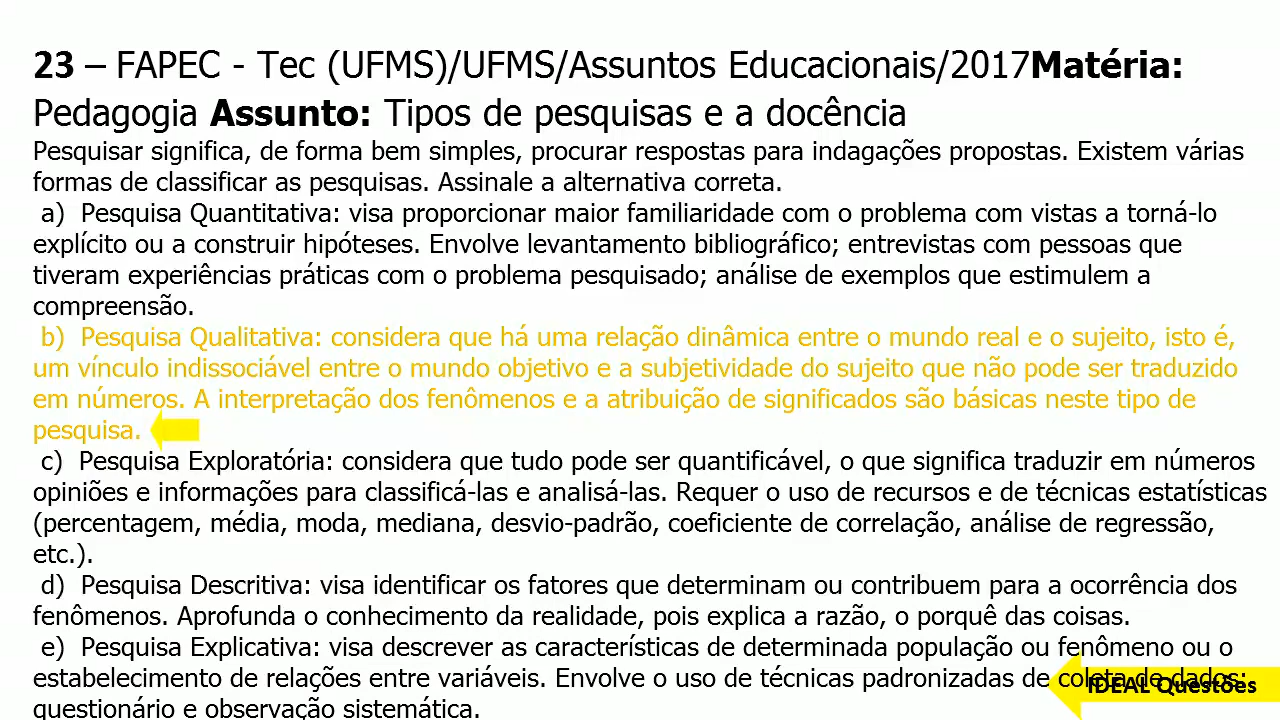 23 – FAPEC - Tec (UFMS)/UFMS/Assuntos Educacionais/2017Matéria:
Pedagogia Assunto: Tipos de pesquisas e a docência
Pesquisar significa, de forma bem simples, procurar respostas para indagações propostas. Existem várias
formas de classificar as pesquisas. Assinale a alternativa correta.
a) Pesquisa Quantitativa: visa proporcionar maior familiaridade com o problema com vistas a torná-lo
explícito ou a construir hipóteses. Envolve levantamento bibliográfico; entrevistas com pessoas que
tiveram experiências práticas com o problema pesquisado; análise de exemplos que estimulem a
compreensão.
b) Pesquisa Qualitativa: considera que há uma relação dinâmica entre o mundo real e o sujeito, isto é,
um vínculo indissociável entre o mundo objetivo e a subjetividade do sujeito que não pode ser traduzido
em números. A interpretação dos fenômenos e a atribuição de significados são básicas neste tipo de
pesquisa.
c) Pesquisa Exploratória: considera que tudo pode ser quantificável, o que significa traduzir em números
opiniões e informações para classificá-las e analisá-las. Requer o uso de recursos e de técnicas estatísticas
(percentagem, média, moda, mediana, desvio-padrão, coeficiente de correlação, análise de regressão,
etc.).
d) Pesquisa Descritiva: visa identificar os fatores que determinam ou contribuem para a ocorrência dos
fenômenos. Aprofunda o conhecimento da realidade, pois explica a razão, o porquê das coisas.
e) Pesquisa Explicativa: visa descrever as características de determinada população ou fenômeno ou o
estabelecimento de relações entre variáveis. Envolve o uso de técnicas padronizadas de coleta de dados:
questionário e observação sistemática.
IDEAL Questões